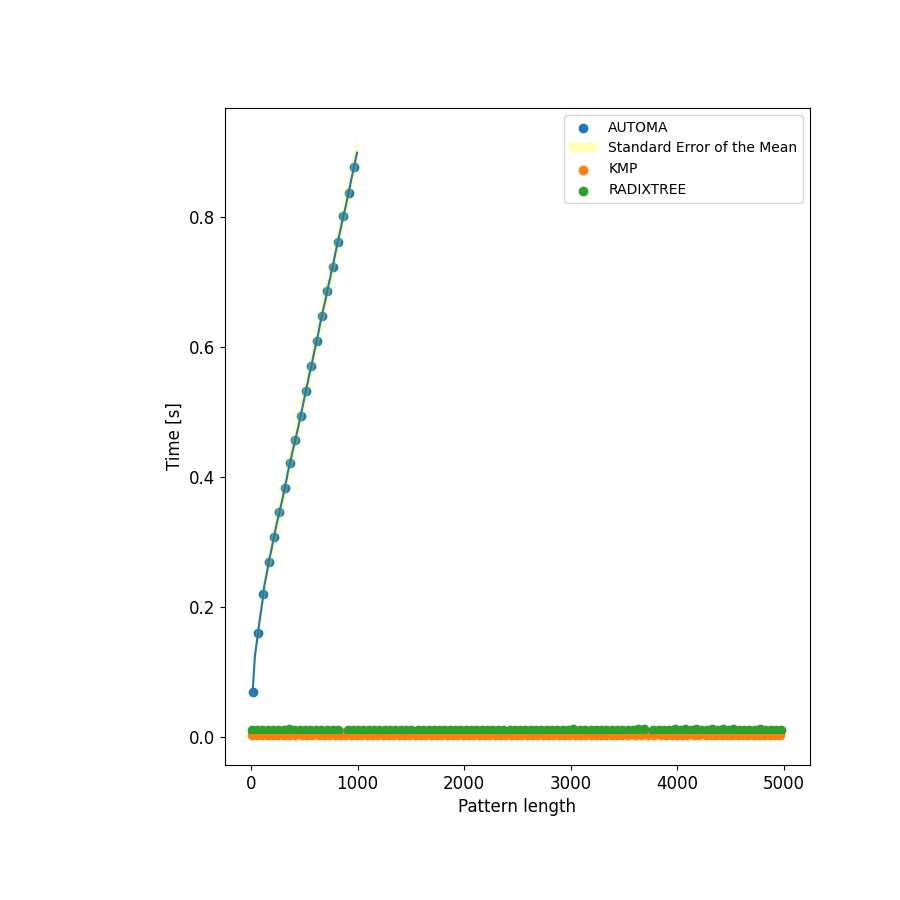 AUTOMA
Standard Error of the Mean
KMP
RADIXTREE
0.8
0.6
0.4
0.2
0.0
Time [s]
0 1000 2000 3000 4000 5000
Pattern length